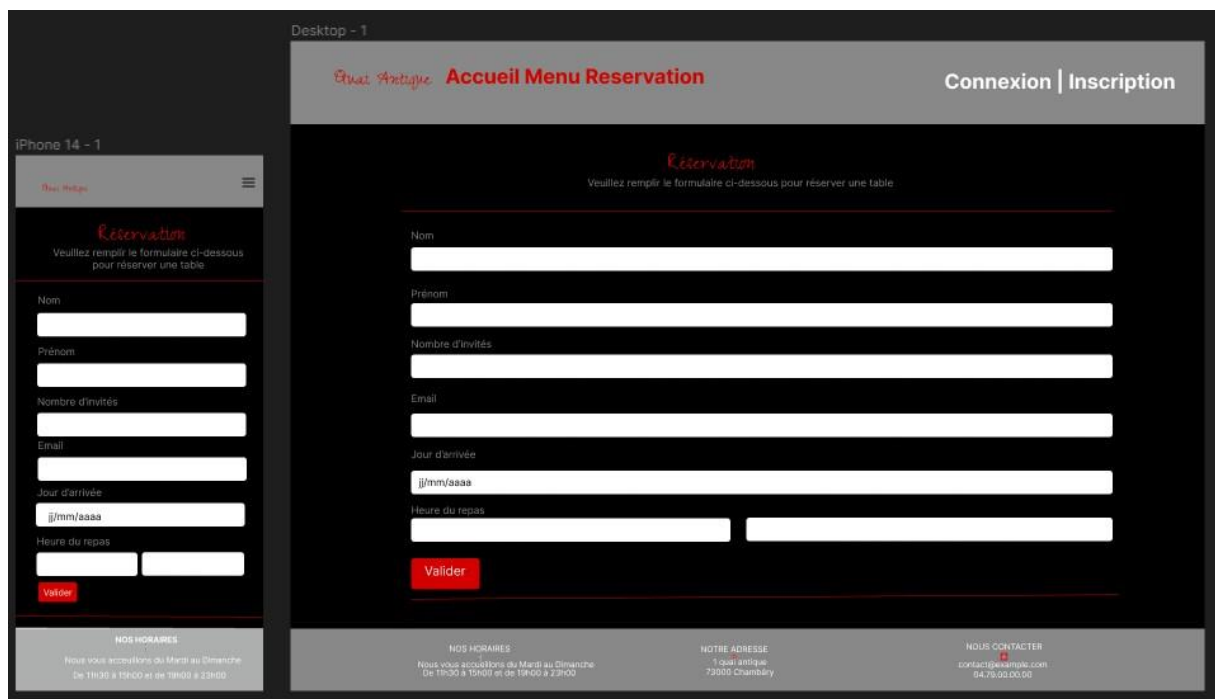 Desktop - 1
Quai Antique Accueil Menu Reservation
Connexion | Inscription
Réservation
Veuillez remplir le formulaire ci-dessous pour réserver une table
Nom
Prénom
Nombre d'invités
Email
Jour d'arrivée
jj/mm/aaaa
Heure du repas
Valider
NOS HORAIRES
Nous vous accueillons du Mardi au Dimanche
De 11h30 à 15h00 et de 19h00 à 23h00
NOTRE ADRESSE
1 quai antique
73000 Chambéry
NOUS CONTACTER
contact@example.com
04.79.00.00.00
iPhone 14 - 1
Quai Antique
Réservation
Veuillez remplir le formulaire ci-dessous
pour réserver une table
Nom
Prénom
Nombre d'invités
Email
Jour d'arrivée
jj/mm/aaaa
Heure du repas
Valider
NOS HORAIRES
Nous vous accueillons du Mardi au Dimanche
De 11h30 à 15h00 et de 19h00 à 23h00